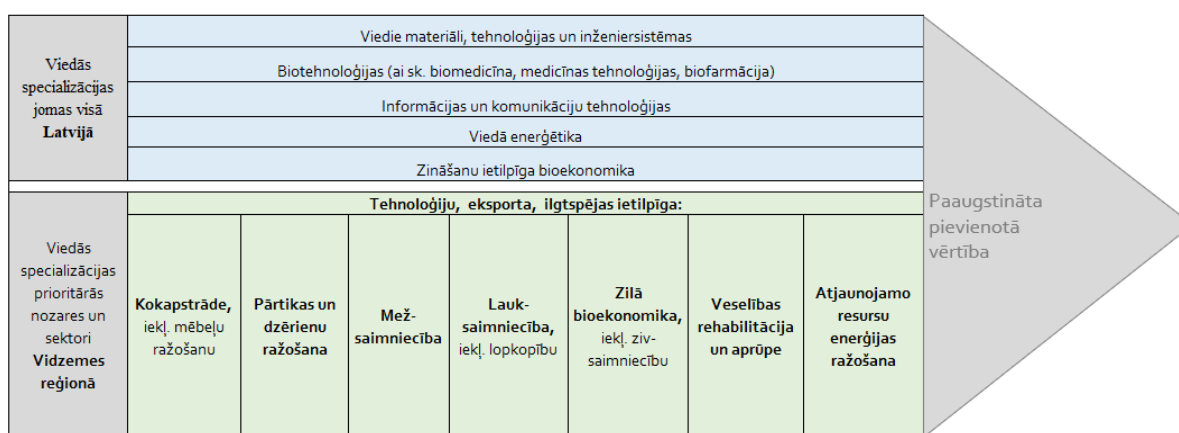 Viedās
specializācijas
jomas visā
Latvijā
Viedie materiāli, tehnoloģijas un inženiersistēmas
Biotehnoloģijas (ai sk. biomedicīna, medicīnas tehnoloģijas, biofarmācija)
Informācijas un komunikāciju tehnoloģijas
Viedā enerģētika
Zināšanu ietilpīga bioekonomika
Viedās
specializācijas
prioritārās
nozares un
sektori
Vidzemes
reģionā
Tehnoloģiju, eksporta, ilgtspējas ietilpīga:
Kokapstrāde,
iekļ. mēbeļu
ražošanu
Pārtikas un
dzērienu
ražošana
Mež-
saimniecība
Lauk-
saimniecība,
iekļ. lopkopību
Zilā
bioekonomika,
iekļ. ziv-
saimniecību
Veselības
rehabilitācija
un aprūpe
Atjaunojamo
resursu
enerģijas
ražošana
Paaugstināta
pievienotā
vērtība